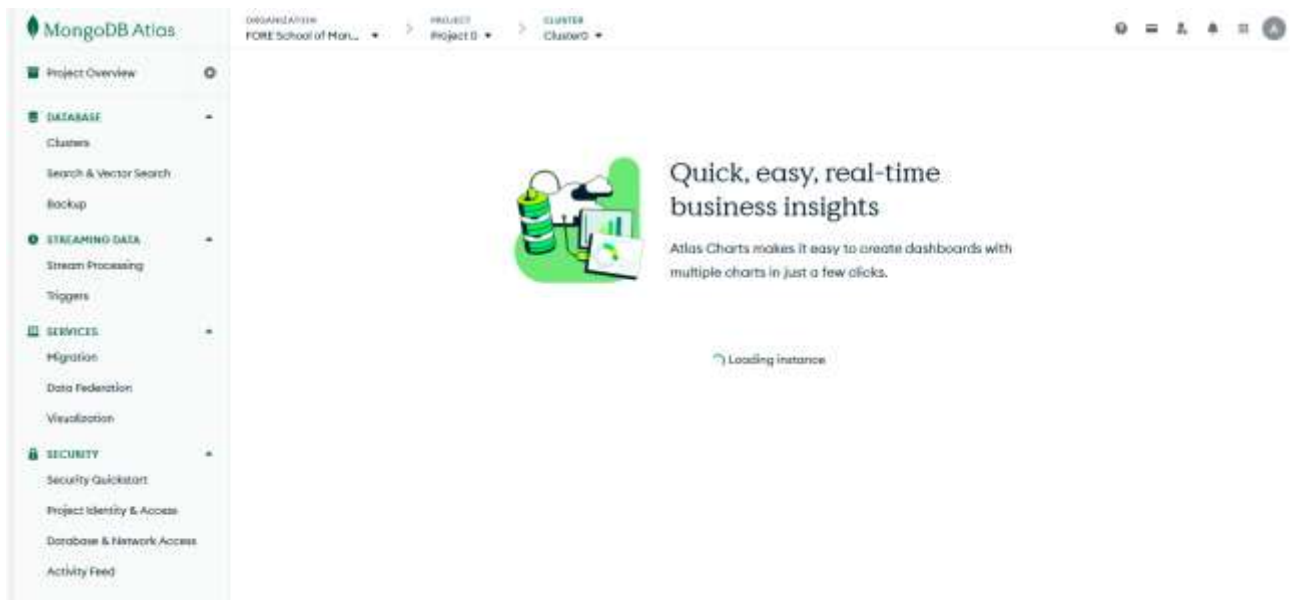 MongoDB Atlas
ORGANIZATION
FORE School of Man...
PROJECT
Project 0
CLUSTER
Cluster0
Project Overview
DATABASE
Clusters
Search & Vector Search
Backup
STREAMING DATA
Stream Processing
Triggers
SERVICES
Migration
Data Federation
Visualization
SECURITY
Security Quickstart
Project Identity & Access
Database & Network Access
Activity Feed
Quick, easy, real-time
business insights
Atlas Charts makes it easy to create dashboards with
multiple charts in just a few clicks.
Loading instance
A